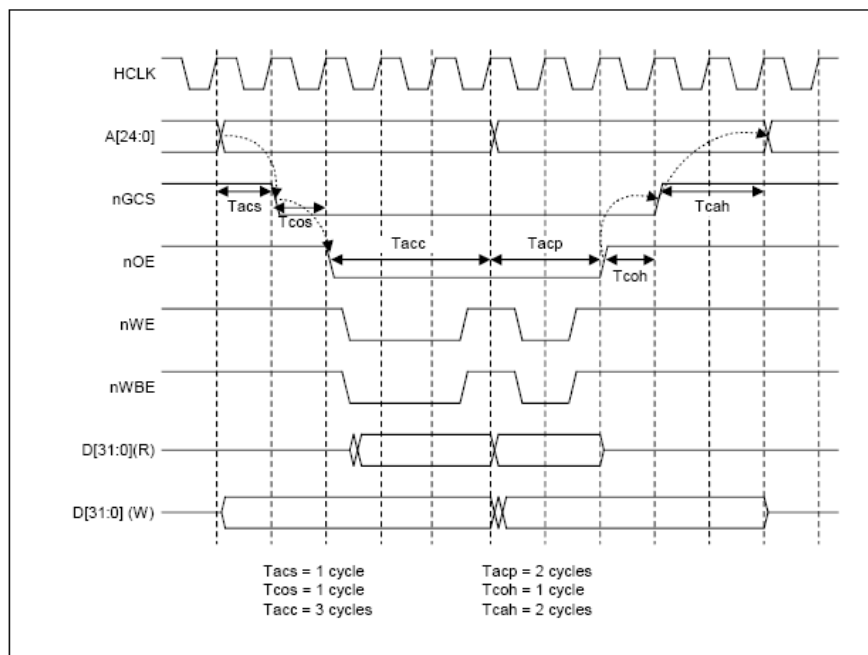 HCLK
A[24:0]
nGCS
Tacs
Tcos
Tcah
nOE
Tacc
Tacp
Tcoh
nWE
nWBE
D[31:0](R)
D[31:0] (W)
Tacs = 1 cycle
Tcos = 1 cycle
Tacc = 3 cycles
Tacp = 2 cycles
Tcoh = 1 cycle
Tcah = 2 cycles